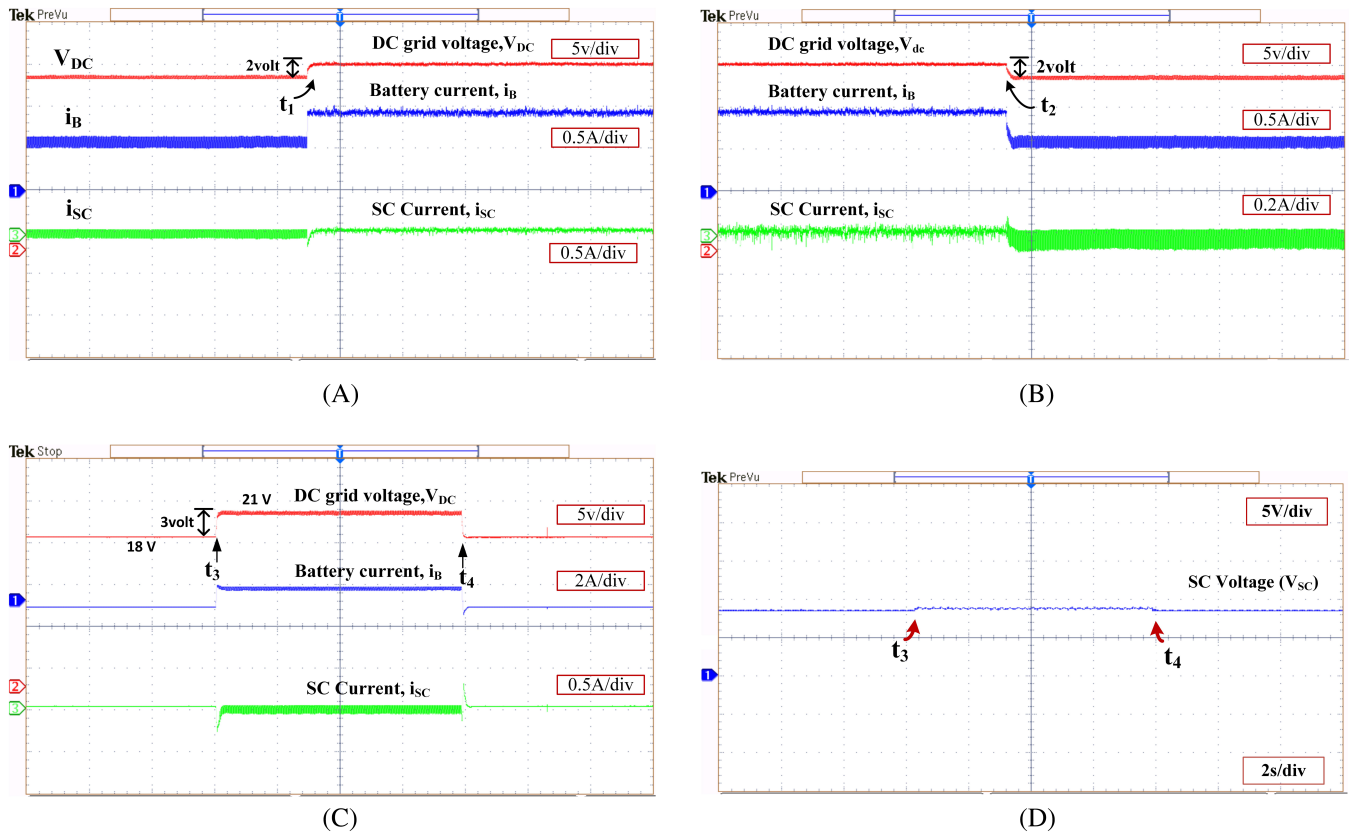 Tek PreVu
T
DC grid voltage,VDC
5v/div
VDC
2volt
t1
Battery current, iB
iB
0.5A/div
1
iSC
SC Current, iSC
3
2
0.5A/div
(A)
Tek PreVu
T
DC grid voltage,Vdc
5v/div
2volt
Battery current, iB
t2
0.5A/div
1
SC Current, iSC
0.2A/div
3
2
(B)
Tek Stop
T
21 V
DC grid voltage,VDC
3volt
5v/div
18 V
t3
t4
Battery current, iB
2A/div
1
SC Current, iSC
0.5A/div
2
3
(C)
Tek PreVu
T
5V/div
SC Voltage (VSC)
t3
t4
1
2s/div
(D)